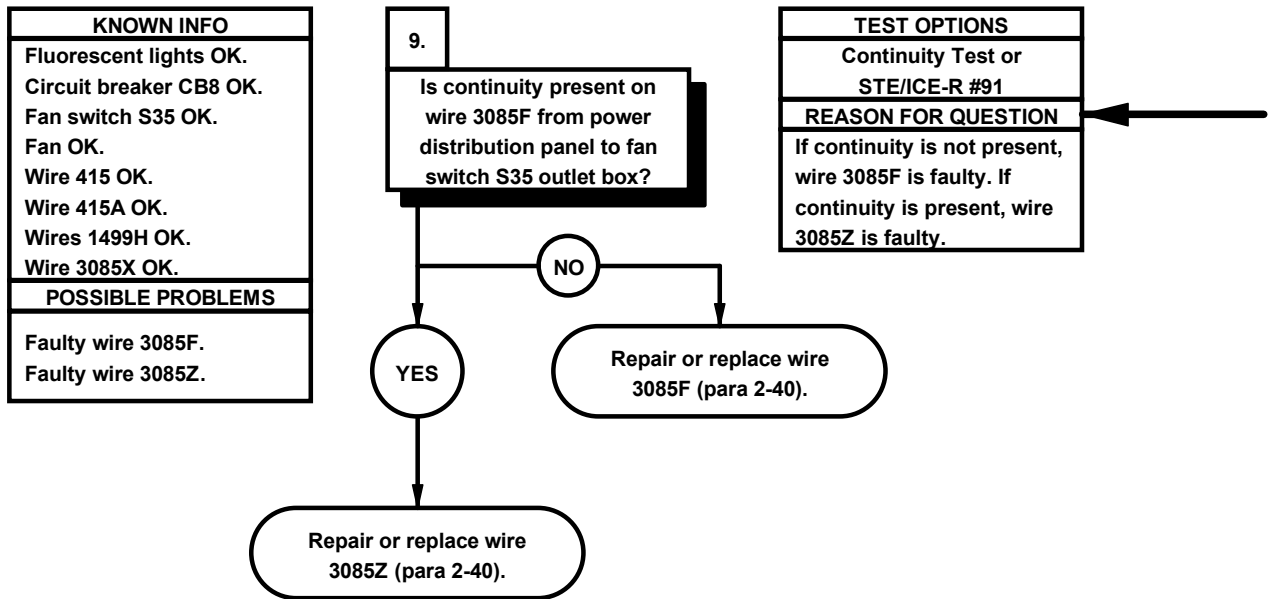 KNOWN INFO
Fluorescent lights OK.
Circuit breaker CB8 OK.
Fan switch S35 OK.
Fan OK.
Wire 415 OK.
Wire 415A OK.
Wires 1499H OK.
Wire 3085X OK.
POSSIBLE PROBLEMS
Faulty wire 3085F.
Faulty wire 3085Z.
9.
Is continuity present on
wire 3085F from power
distribution panel to fan
switch S35 outlet box?
TEST OPTIONS
Continuity Test or
STE/ICE-R #91
REASON FOR QUESTION
If continuity is not present,
wire 3085F is faulty. If
continuity is present, wire
3085Z is faulty.
NO
YES
Repair or replace wire
3085F (para 2-40).
Repair or replace wire
3085Z (para 2-40).